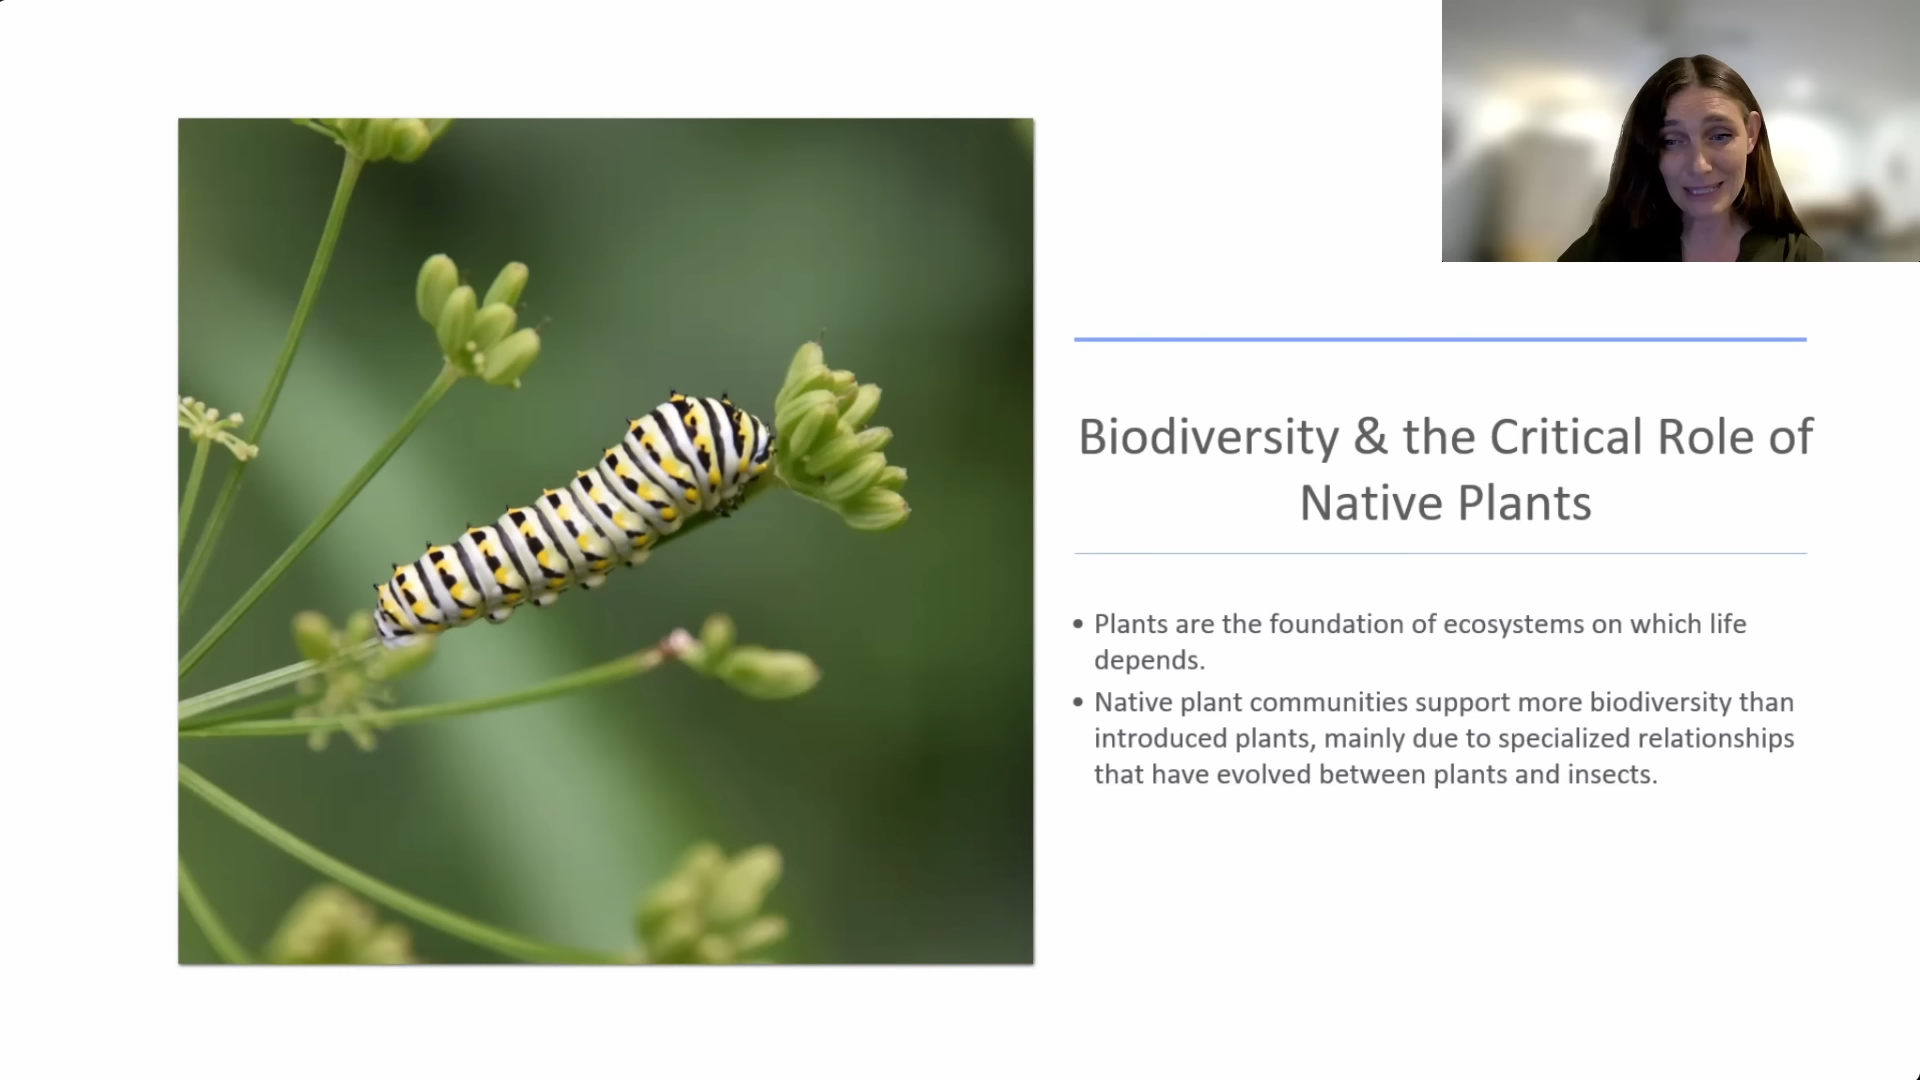 Biodiversity & the Critical Role of
Native Plants
• Plants are the foundation of ecosystems on which life
depends.
• Native plant communities support more biodiversity than
introduced plants, mainly due to specialized relationships
that have evolved between plants and insects.